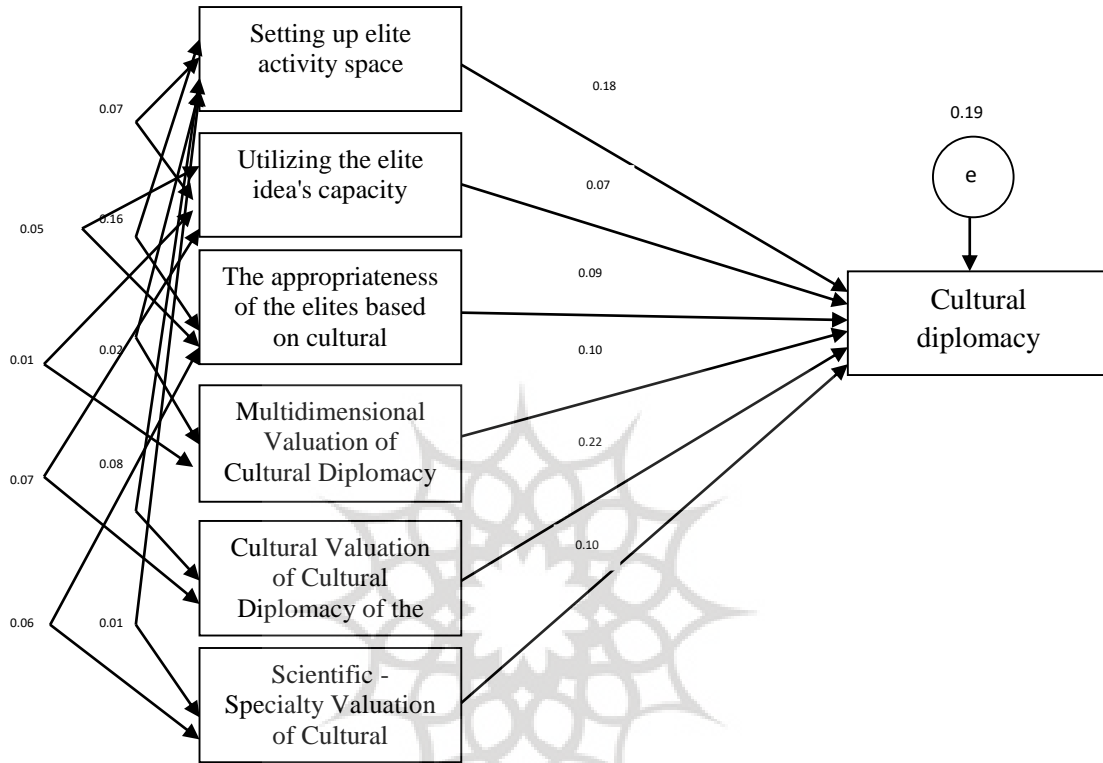 Setting up elite
activity space
0.18
0.07
0.19
e
Utilizing the elite
idea's capacity
0.07
0.16
0.05
The appropriateness
of the elites based
on cultural
0.09
Cultural
diplomacy
0.10
0.02
0.01
Multidimensional
Valuation of
Cultural Diplomacy
0.22
0.08
0.07
Cultural Valuation
of Cultural
Diplomacy of the
0.10
0.06
0.01
Scientific -
Specialty Valuation
of Cultural